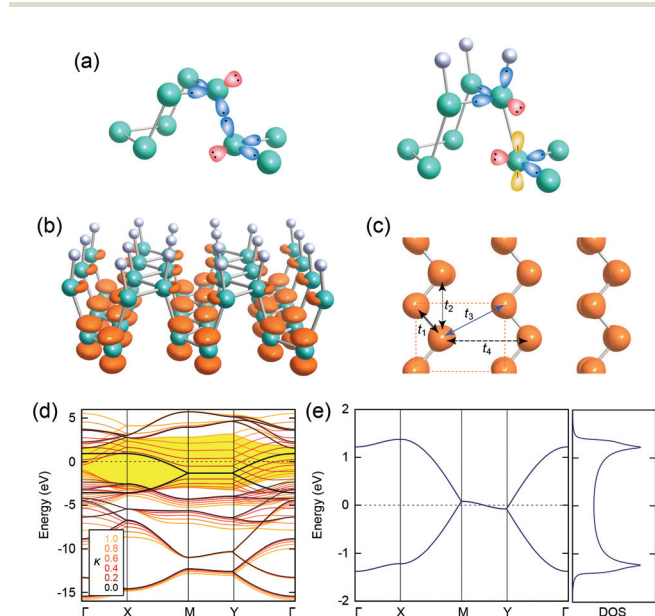 (a)
(b)
(c)
t1
t2
t3
t4
(d)
5
0
-5
-10
-15
Energy (eV)
K
1.0
0.8
0.6
0.4
0.2
0.0
Γ X M Y Γ
(e)
2
1
0
-1
-2
Energy (eV)
Γ X M Y Γ
DOS